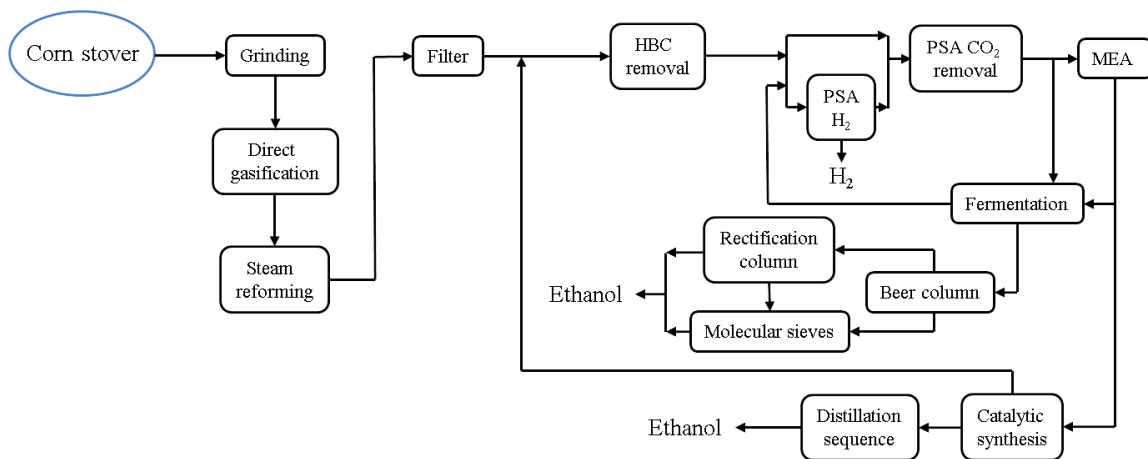 Corn stover
Grinding
Filter
HBC
removal
PSA CO₂
removal
MEA
PSA
H₂
H₂
Direct
gasification
Fermentation
Steam
reforming
Rectification
column
Beer column
Ethanol
Molecular sieves
Ethanol
Distillation
sequence
Catalytic
synthesis